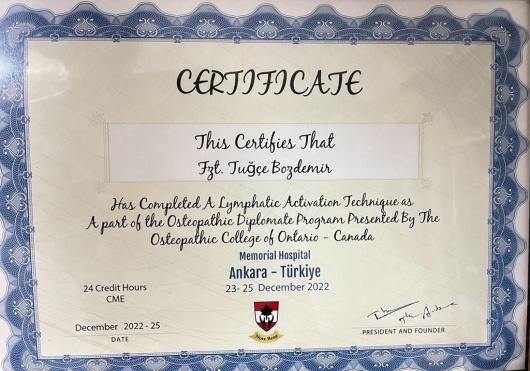 CERTIFICATE
This Certifies That
Fzt. Tuğçe Bozdemir
Has Completed A Lymphatic Activation Technique as
A part of the Osteopathic Diplomate Program Presented By The
Osteopathic College of Ontario - Canada
Memorial Hospital
Ankara - Türkiye
23-25 December 2022
24 Credit Hours
CME
December 2022-25
DATE
PRESIDENT AND FOUNDER